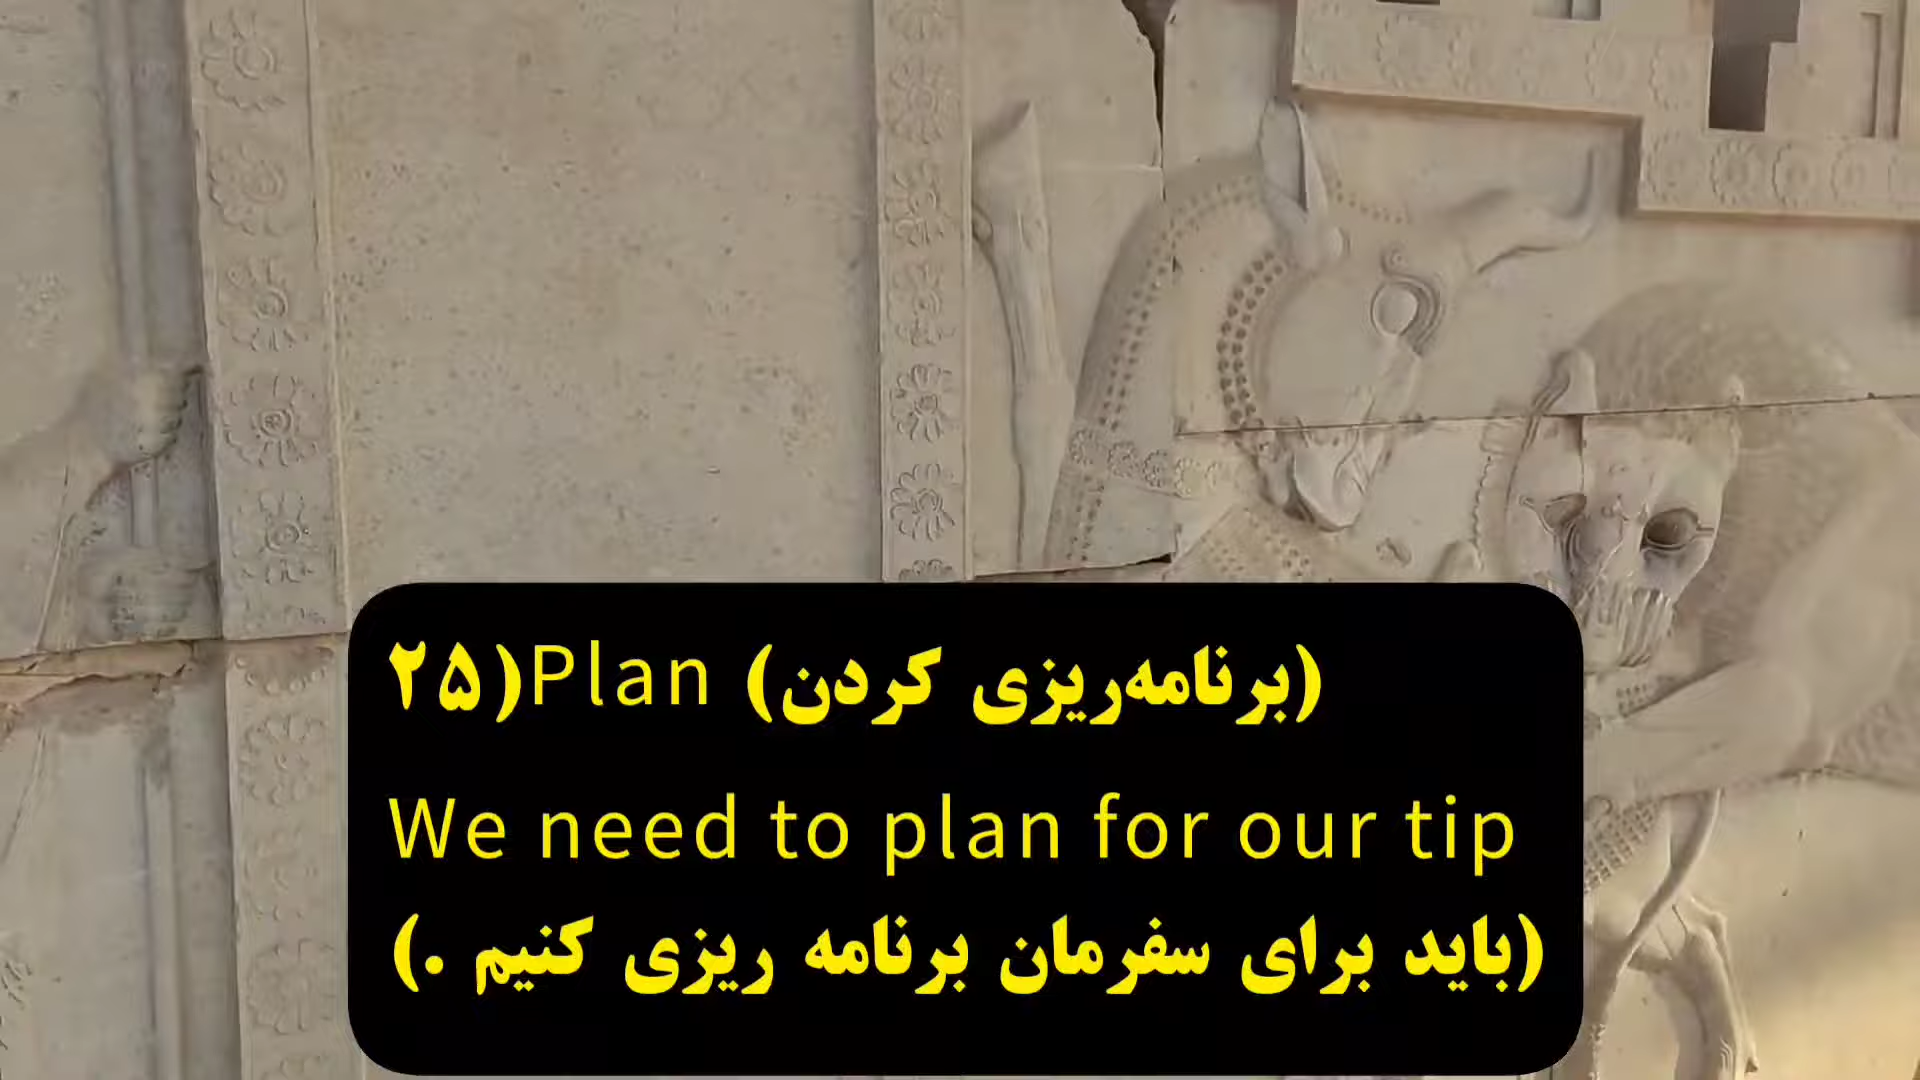 ۲۵)Plan (برنامه‌ریزی کردن)
We need to plan for our tip
(باید برای سفرمان برنامه ریزی کنیم .)